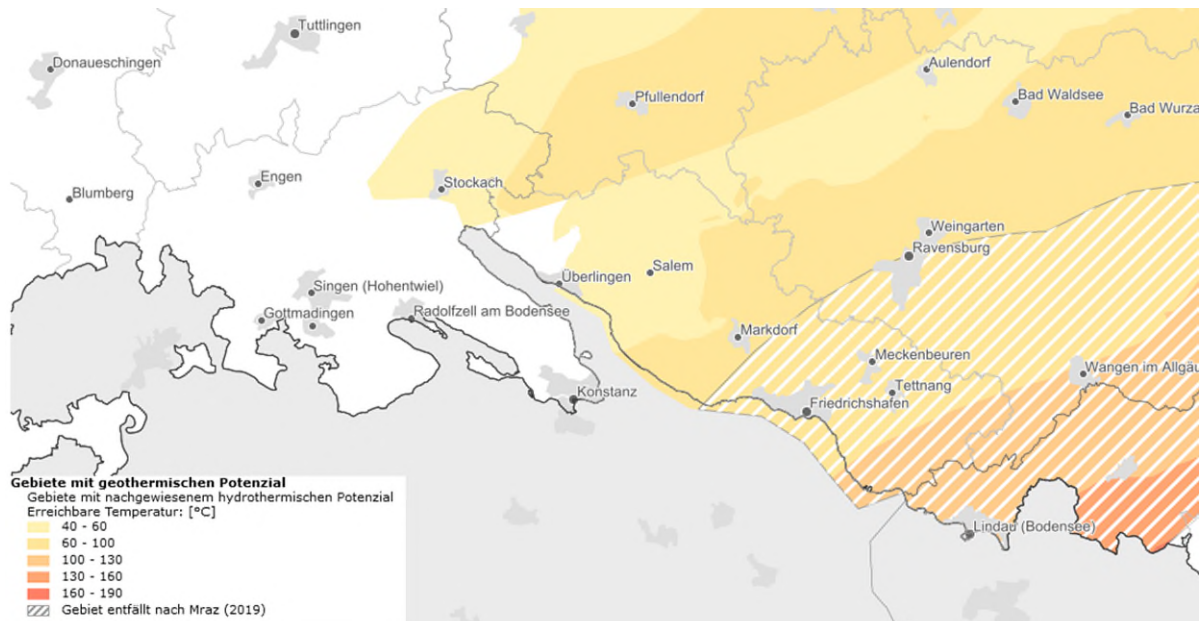 Tuttlingen
Donaueschingen
Aulendorf
Pfullendorf
Bad Waldsee
Bad Wurza
Engen
Stockach
Blumberg
Weingarten
Ravensburg
Überlingen
Salem
Singen (Hohentwiel)
Gottmadingen
Radolfzell am Bodensee
Markdorf
Meckenbeuren
Wangen im Allgäu
Konstanz
Tettnang
Friedrichshafen
Lindau (Bodensee)
Gebiete mit geothermischen Potenzial
Gebiete mit nachgewiesenem hydrothermischen Potenzial
Erreichbare Temperatur: [°C]
40 - 60
60 - 100
100 - 130
130 - 160
160 - 190
Gebiet entfällt nach Mraz (2019)